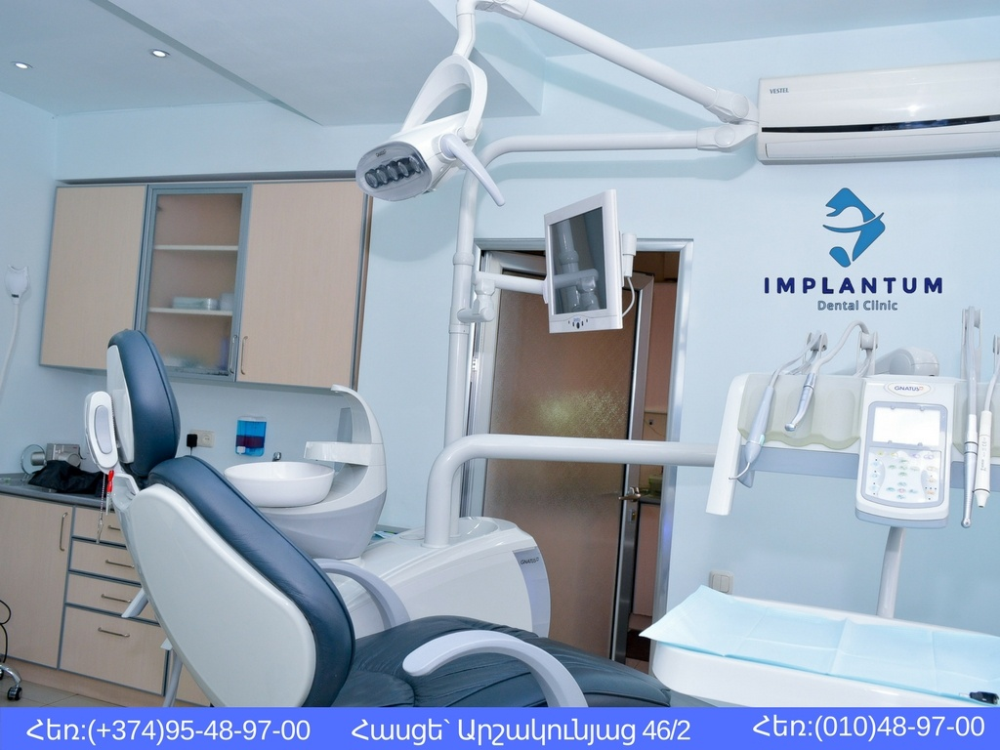 VESTEL
IMPLANTUM
Dental Clinic
GNATUS
GNATUS
Հեռ:(+374)95-48-97-00 Հասցե՝ Արշակունյաց 46/2 Հեռ:(010)48-97-00